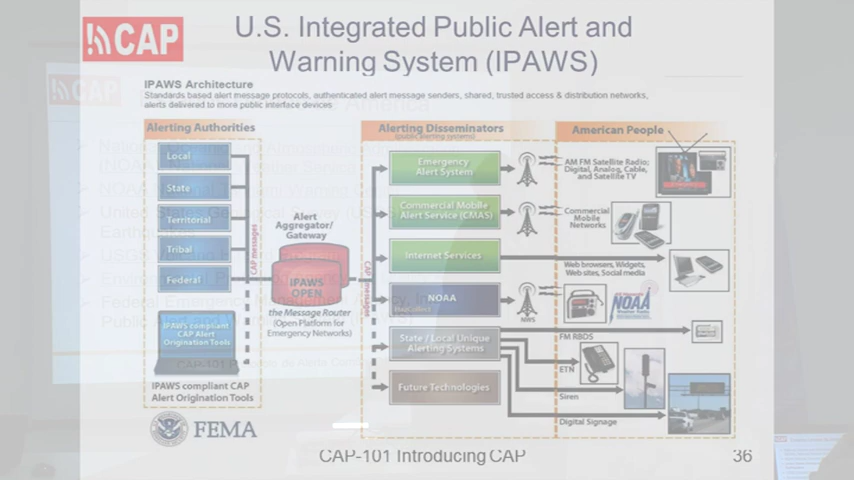 CAP
U.S. Integrated Public Alert and
Warning System (IPAWS)
IPAWS Architecture
Standards based alert message protocols, authenticated alert message senders, shared, trusted access & distribution networks,
alerts delivered to more public interface devices
Alerting Authorities
Alerting Disseminators
(public alerting systems)
American People
Local
State
Territorial
Tribal
Federal
IPAWS compliant
CAP Alert
Origination Tools
IPAWS compliant CAP
Alert Origination Tools
CAP messages
Alert
Aggregator/
Gateway
IPAWS
OPEN
the Message Router
(Open Platform for
Emergency Networks)
CAP messages
Emergency
Alert System
Commercial Mobile
Alert Service (CMAS)
Internet Services
NOAA
HazCollect
State / Local Unique
Alerting Systems
Future Technologies
NWS
AM FM Satellite Radio;
Digital, Analog, Cable,
and Satellite TV
Commercial
Mobile
Networks
Web browsers, Widgets,
Web sites, Social media
NOAA
FM RBDS
ETN
Siren
Digital Signage
FEMA
CAP-101 Introducing CAP
36